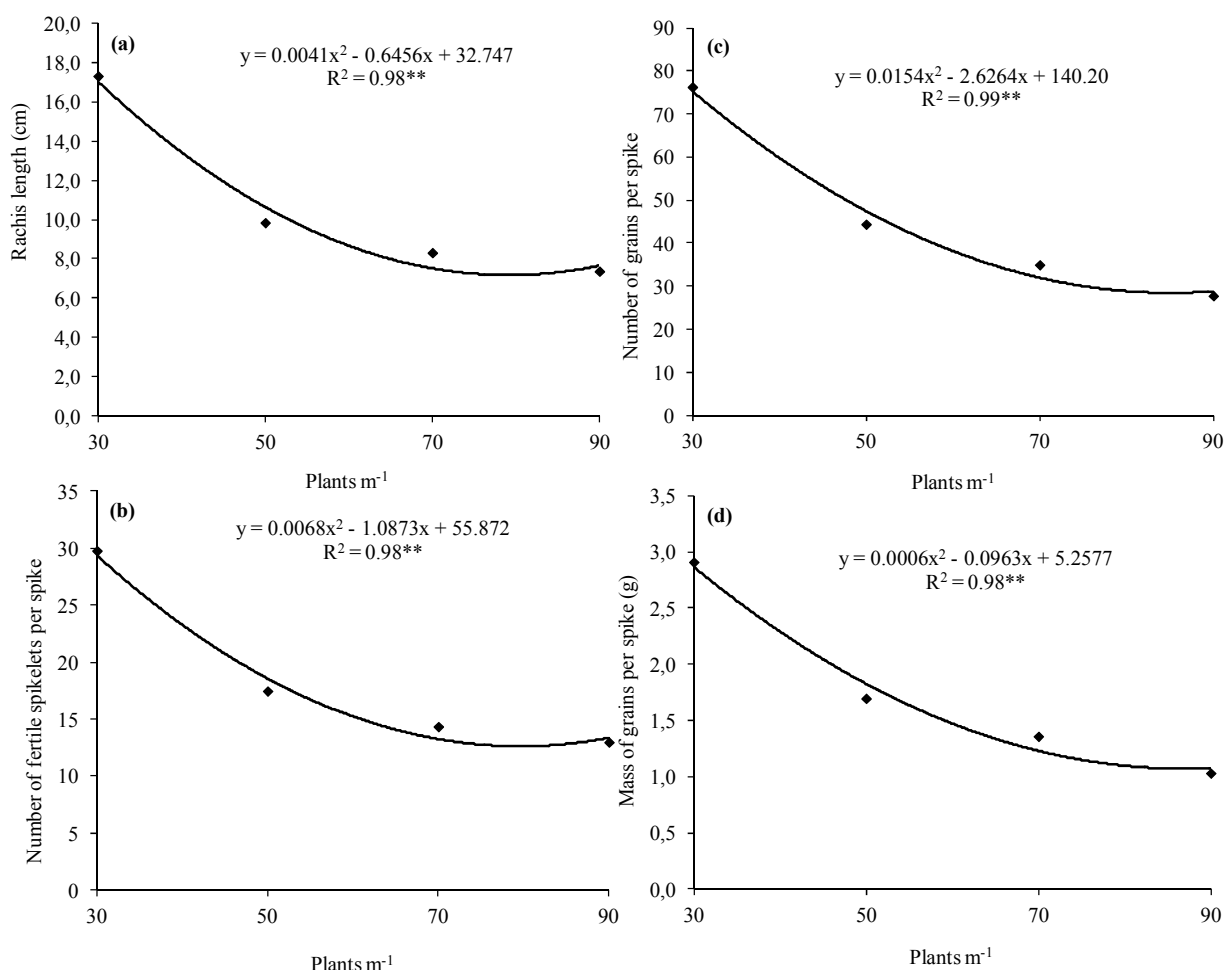 (a)
y = 0.0041x² - 0.6456x + 32.747
R² = 0.98**
Rachis length (cm)
20,0
18,0
16,0
14,0
12,0
10,0
8,0
6,0
4,0
2,0
0,0
30 50 70 90
Plants m⁻¹
(c)
y = 0.0154x² - 2.6264x + 140.20
R² = 0.99**
Number of grains per spike
90
80
70
60
50
40
30
20
10
0
30 50 70 90
Plants m⁻¹
(b)
y = 0.0068x² - 1.0873x + 55.872
R² = 0.98**
Number of fertile spikelets per spike
35
30
25
20
15
10
5
0
30 50 70 90
Plants m⁻¹
(d)
y = 0.0006x² - 0.0963x + 5.2577
R² = 0.98**
Mass of grains per spike (g)
3,5
3,0
2,5
2,0
1,5
1,0
0,5
0,0
30 50 70 90
Plants m⁻¹